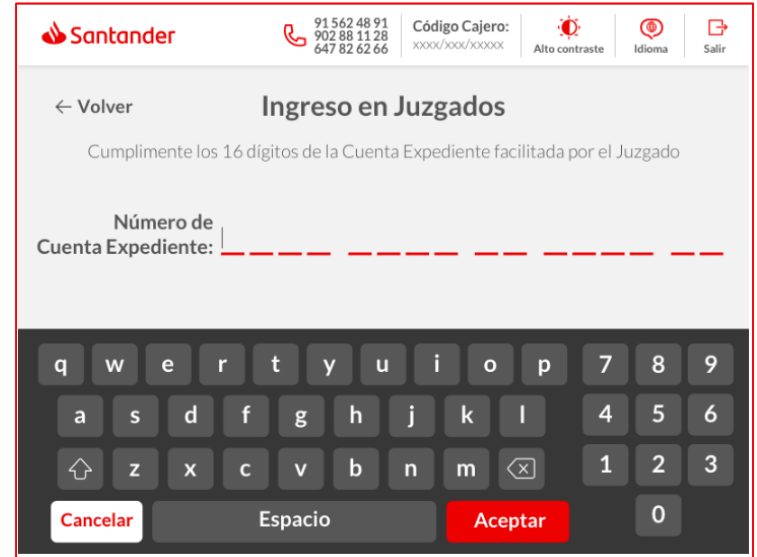 Santander
91 562 48 91
902 88 11 28
647 82 62 66
Código Cajero:
xxxx/xxx/xxxxx
Alto contraste
Idioma
Salir
← Volver
Ingreso en Juzgados
Cumplimente los 16 dígitos de la Cuenta Expediente facilitada por el Juzgado
Número de
Cuenta Expediente:
q w e r t y u i o p 7 8 9
a s d f g h j k l 4 5 6
z x c v b n m 1 2 3
Cancelar Espacio Aceptar 0